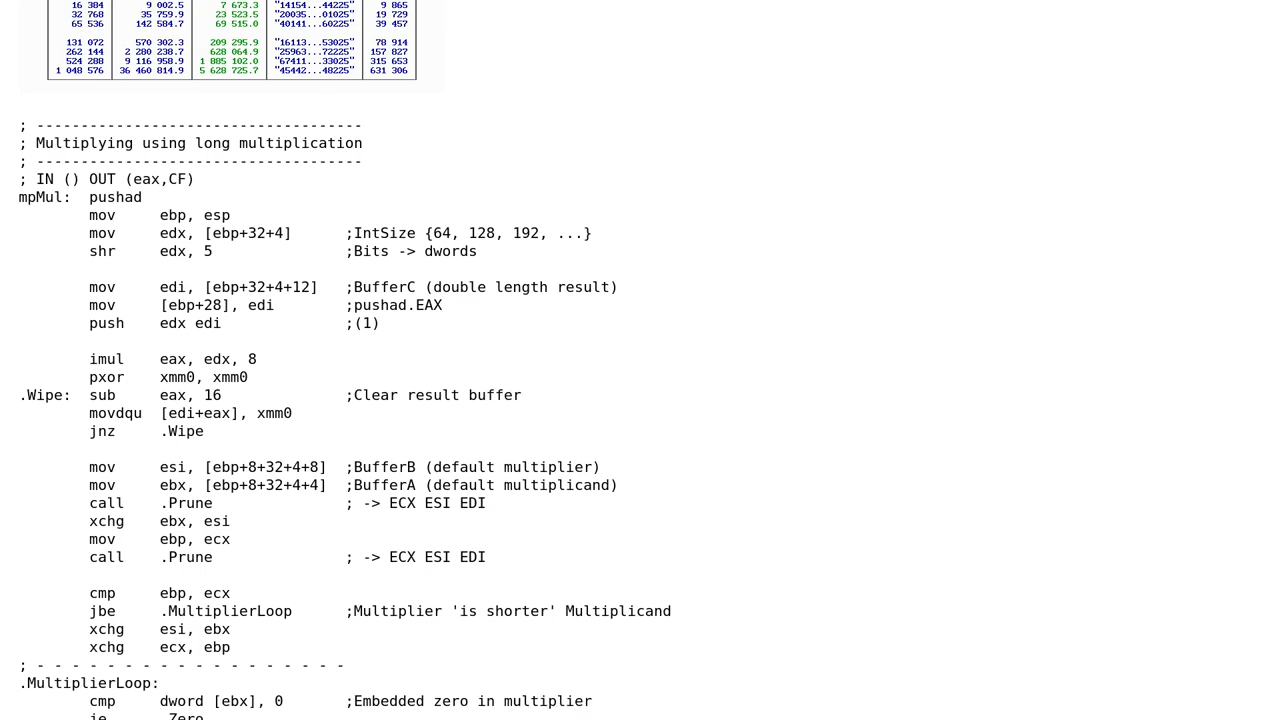 16 384 9 002.5 7 673.3 "14154...44225" 9 865
32 768 35 759.9 23 523.5 "20035...01025" 19 729
65 536 142 584.7 69 515.0 "40141...60225" 39 457
131 072 570 302.3 209 295.9 "16113...53025" 78 914
262 144 2 280 238.7 628 064.9 "25963...72225" 157 827
524 288 9 116 958.9 1 885 102.0 "67411...33025" 315 653
1 048 576 36 460 814.9 5 628 725.7 "45442...48225" 631 306
; -------------------------------------
; Multiplying using long multiplication
; -------------------------------------
; IN () OUT (eax,CF)
mpMul:  pushad
        mov     ebp, esp
        mov     edx, [ebp+32+4]      ;IntSize {64, 128, 192, ...}
        shr     edx, 5               ;Bits -> dwords
        mov     edi, [ebp+32+4+12]   ;BufferC (double length result)
        mov     [ebp+28], edi        ;pushad.EAX
        push    edx edi              ;(1)
        imul    eax, edx, 8
        pxor    xmm0, xmm0
.Wipe:  sub     eax, 16              ;Clear result buffer
        movdqu  [edi+eax], xmm0
        jnz     .Wipe
        mov     esi, [ebp+8+32+4+8]  ;BufferB (default multiplier)
        mov     ebx, [ebp+8+32+4+4]  ;BufferA (default multiplicand)
        call    .Prune               ; -> ECX ESI EDI
        xchg    ebx, esi
        mov     ebp, ecx
        call    .Prune               ; -> ECX ESI EDI
        cmp     ebp, ecx
        jbe     .MultiplierLoop      ;Multiplier 'is shorter' Multiplicand
        xchg    esi, ebx
        xchg    ecx, ebp
; - - - - - - - - - - - - - - - - - -
.MultiplierLoop:
        cmp     dword [ebx], 0       ;Embedded zero in multiplier
        je      .Zero